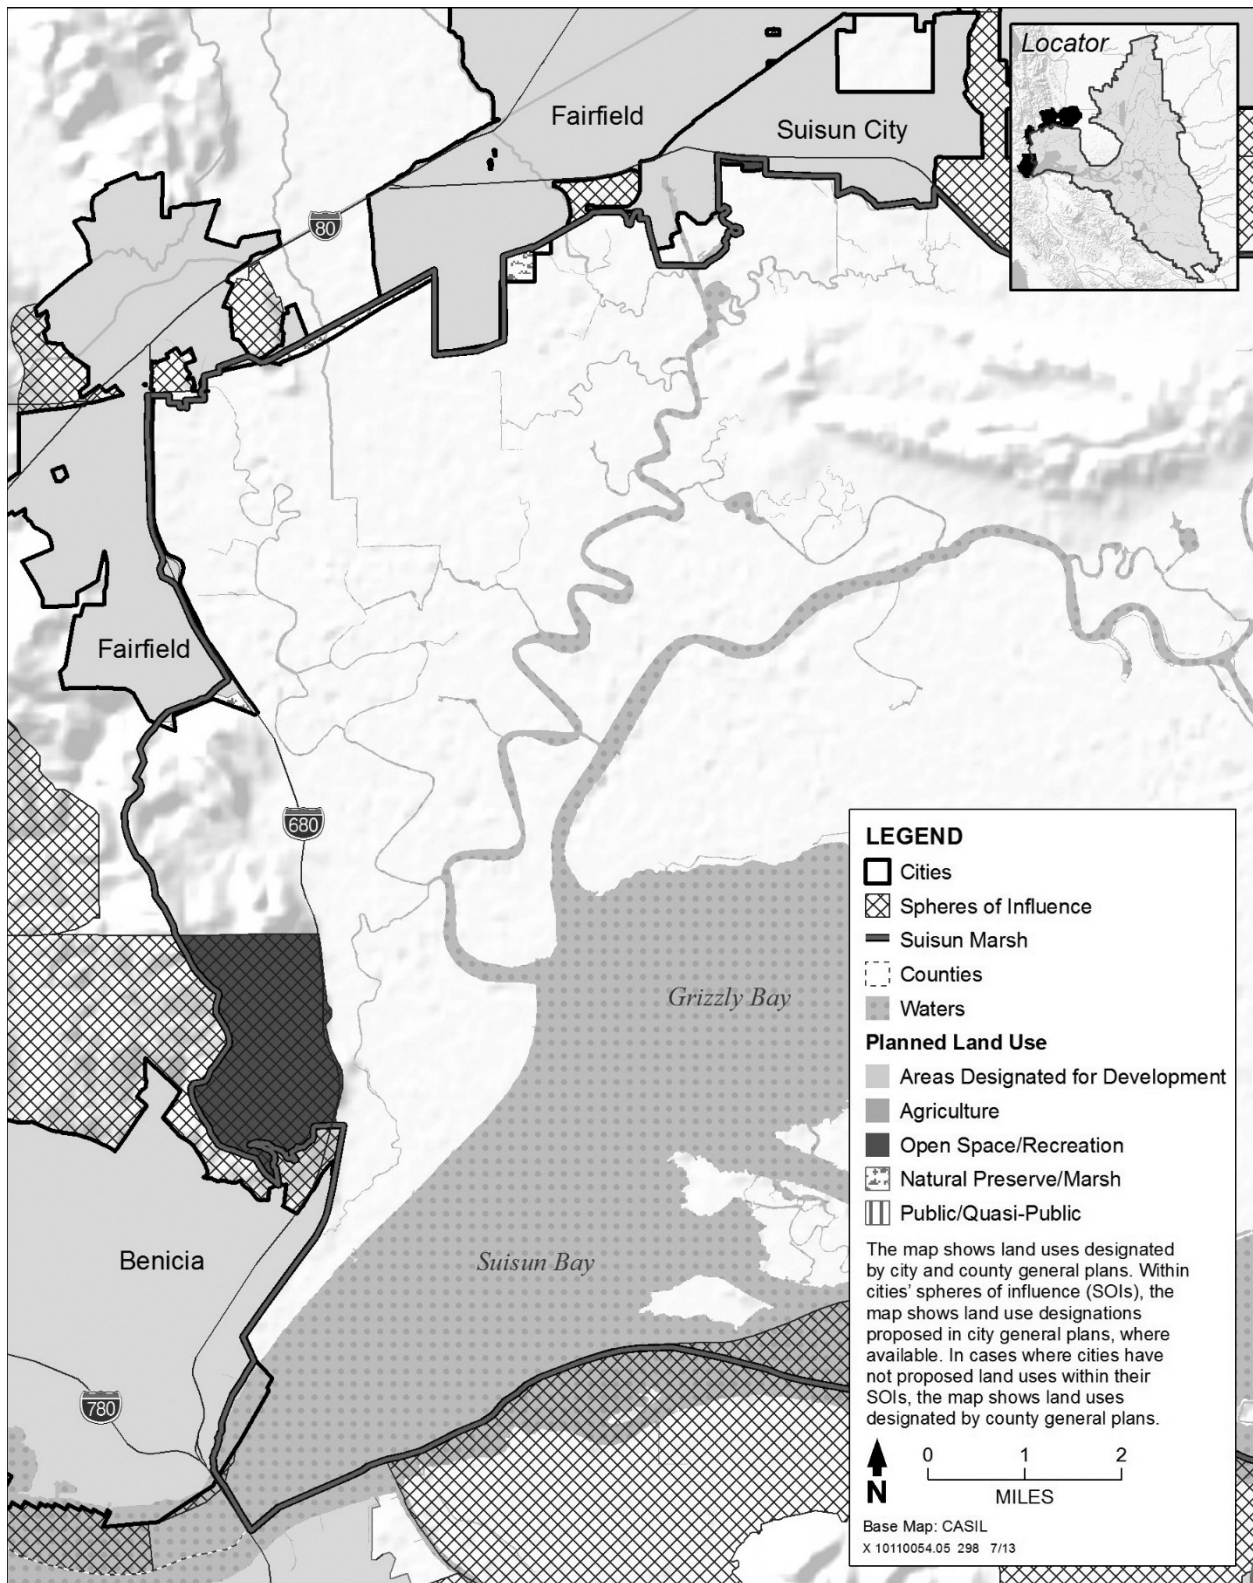 Locator
Fairfield
Suisun City
80
Fairfield
680
Grizzly Bay
Suisun Bay
Benicia
780
LEGEND
Cities
Spheres of Influence
Suisun Marsh
Counties
Waters
Planned Land Use
Areas Designated for Development
Agriculture
Open Space/Recreation
Natural Preserve/Marsh
Public/Quasi-Public
The map shows land uses designated
by city and county general plans. Within
cities' spheres of influence (SOIs), the
map shows land use designations
proposed in city general plans, where
available. In cases where cities have
not proposed land uses within their
SOIs, the map shows land uses
designated by county general plans.
N
0 1 2
MILES
Base Map: CASIL
X 10110054.05 298 7/13